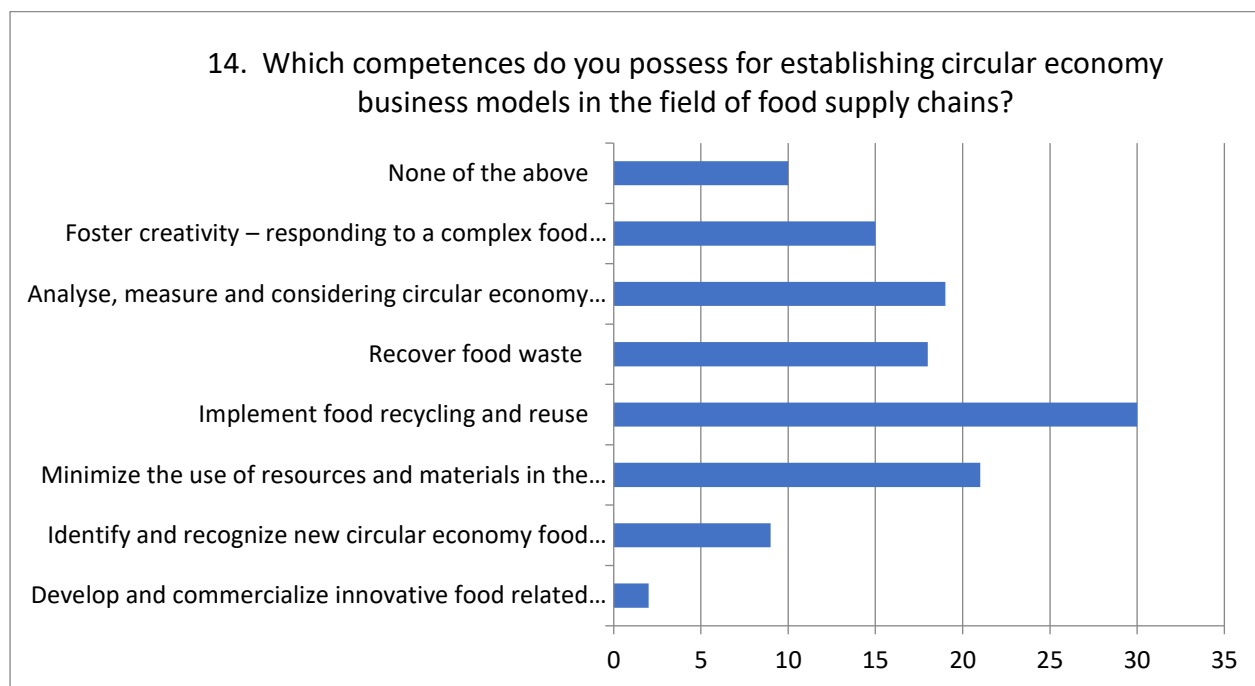 14. Which competences do you possess for establishing circular economy
business models in the field of food supply chains?
None of the above
Foster creativity – responding to a complex food...
Analyse, measure and considering circular economy...
Recover food waste
Implement food recycling and reuse
Minimize the use of resources and materials in the...
Identify and recognize new circular economy food...
Develop and commercialize innovative food related...
0 5 10 15 20 25 30 35